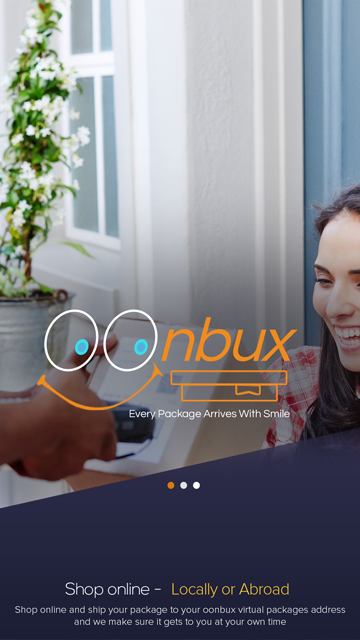 oonbux
Every Package Arrives With Smile
Shop online - Locally or Abroad
Shop online and ship your package to your oonbux virtual packages address
and we make sure it gets to you at your own time